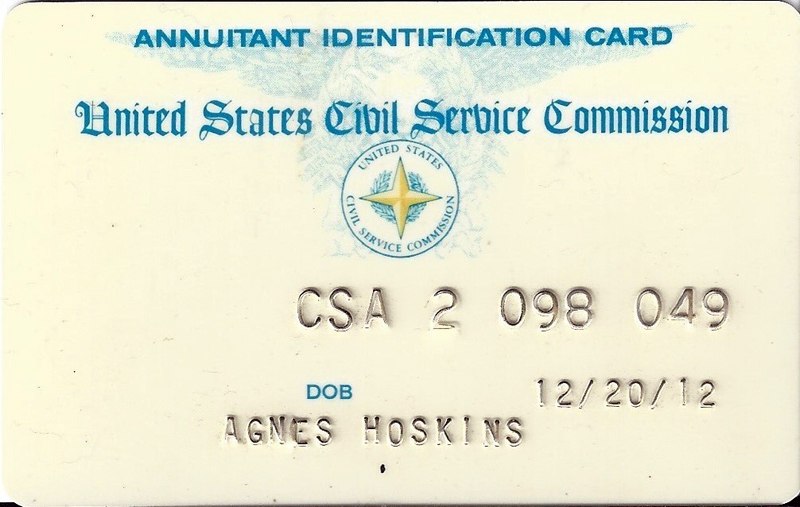 ANNUITANT IDENTIFICATION CARD
United States Civil Service Commission
UNITED STATES
CIVIL SERVICE COMMISSION
CSA 2 098 049
DOB 12/20/12
AGNES HOSKINS